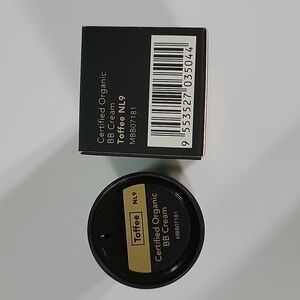 Certified Organic
BB Cream
Toffee NL9
MBB07181
9 553527 035044
Toffee NL9
Certified Organic
BB Cream
MBB07181